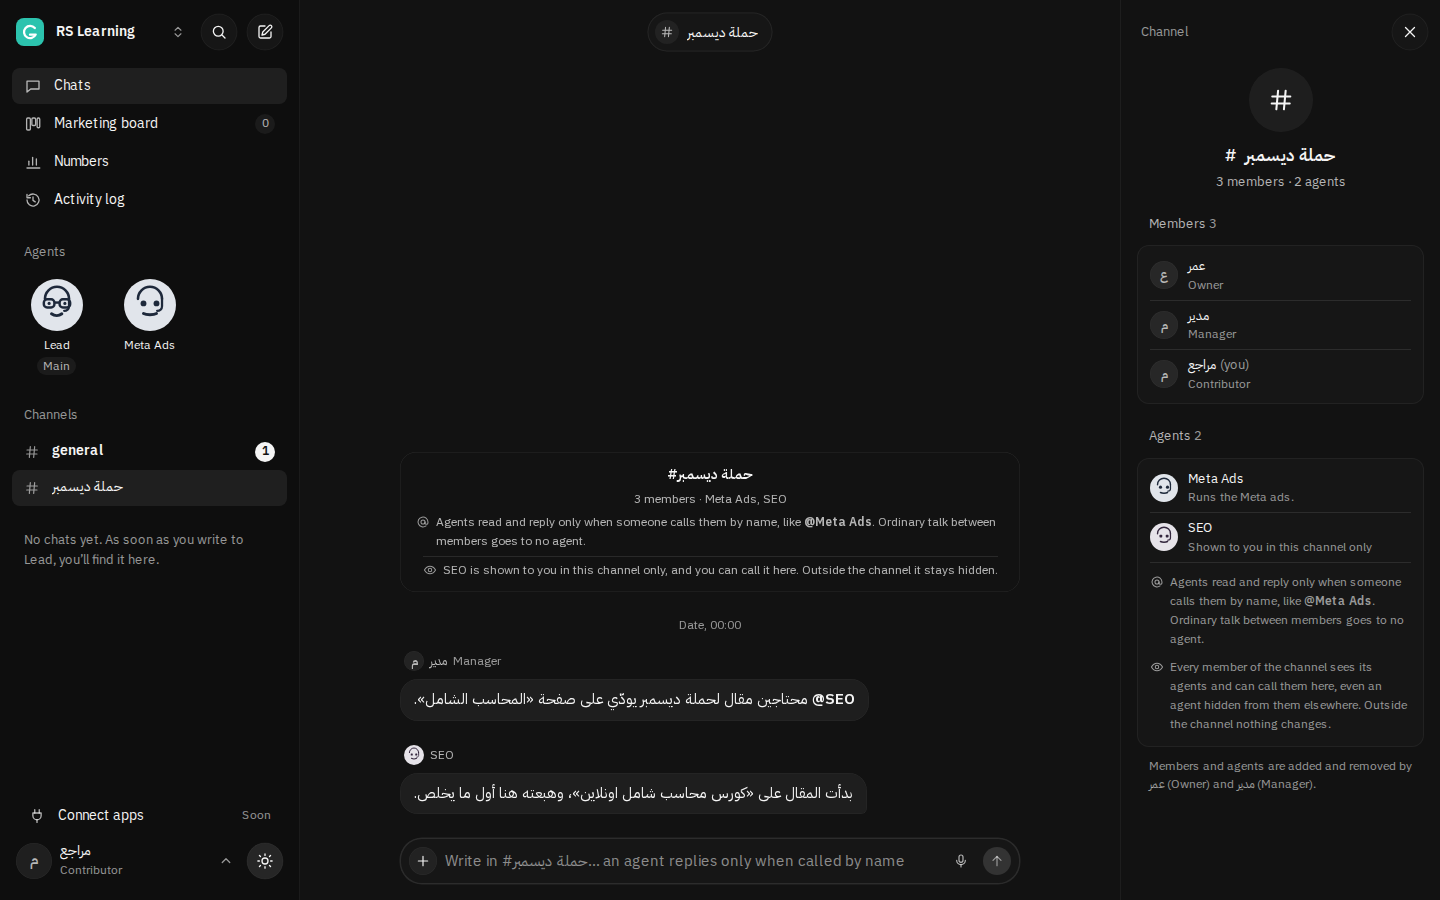 RS Learning
Chats
Marketing board 0
Numbers
Activity log
Agents
Lead
Main
Meta Ads
Channels
# general 1
# حملة ديسمبر
No chats yet. As soon as you write to
Lead, you'll find it here.
Connect apps Soon
م
مراجع
Contributor
# حملة ديسمبر
#حملة ديسمبر
3 members · Meta Ads, SEO
Agents read and reply only when someone calls them by name, like @Meta Ads. Ordinary talk between
members goes to no agent.
SEO is shown to you in this channel only, and you can call it here. Outside the channel it stays hidden.
Date, 00:00
م مدير Manager
@SEO محتاجين مقال لحملة ديسمبر يودّي على صفحة «المحاسب الشامل».
SEO
بدأت المقال على «كورس محاسب شامل اونلاين»، وهبعته هنا أول ما يخلص.
Write in #حملة ديسمبر… an agent replies only when called by name
Channel
#
# حملة ديسمبر
3 members · 2 agents
Members 3
ع
عمر
Owner
م
مدير
Manager
م
مراجع (you)
Contributor
Agents 2
Meta Ads
Runs the Meta ads.
SEO
Shown to you in this channel only
Agents read and reply only when someone
calls them by name, like @Meta Ads.
Ordinary talk between members goes to no
agent.
Every member of the channel sees its
agents and can call them here, even an
agent hidden from them elsewhere. Outside
the channel nothing changes.
Members and agents are added and removed by
عمر (Owner) and مدير (Manager).